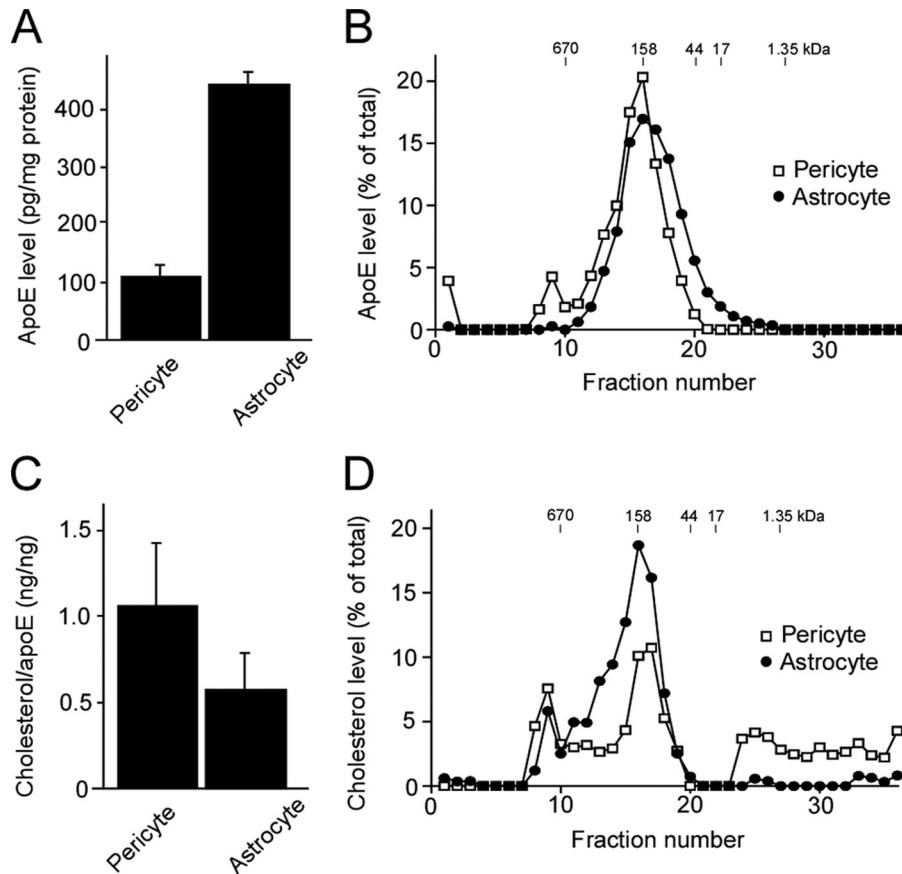 A
ApoE level (pg/mg protein)
400
300
200
100
0
Pericyte
Astrocyte
B
670
158
44
17
1.35 kDa
ApoE level (% of total)
20
15
10
5
0
Pericyte
Astrocyte
0
10
20
30
Fraction number
C
Cholesterol/apoE (ng/ng)
1.5
1.0
0.5
0
Pericyte
Astrocyte
D
670
158
44
17
1.35 kDa
Cholesterol level (% of total)
20
15
10
5
0
Pericyte
Astrocyte
0
10
20
30
Fraction number